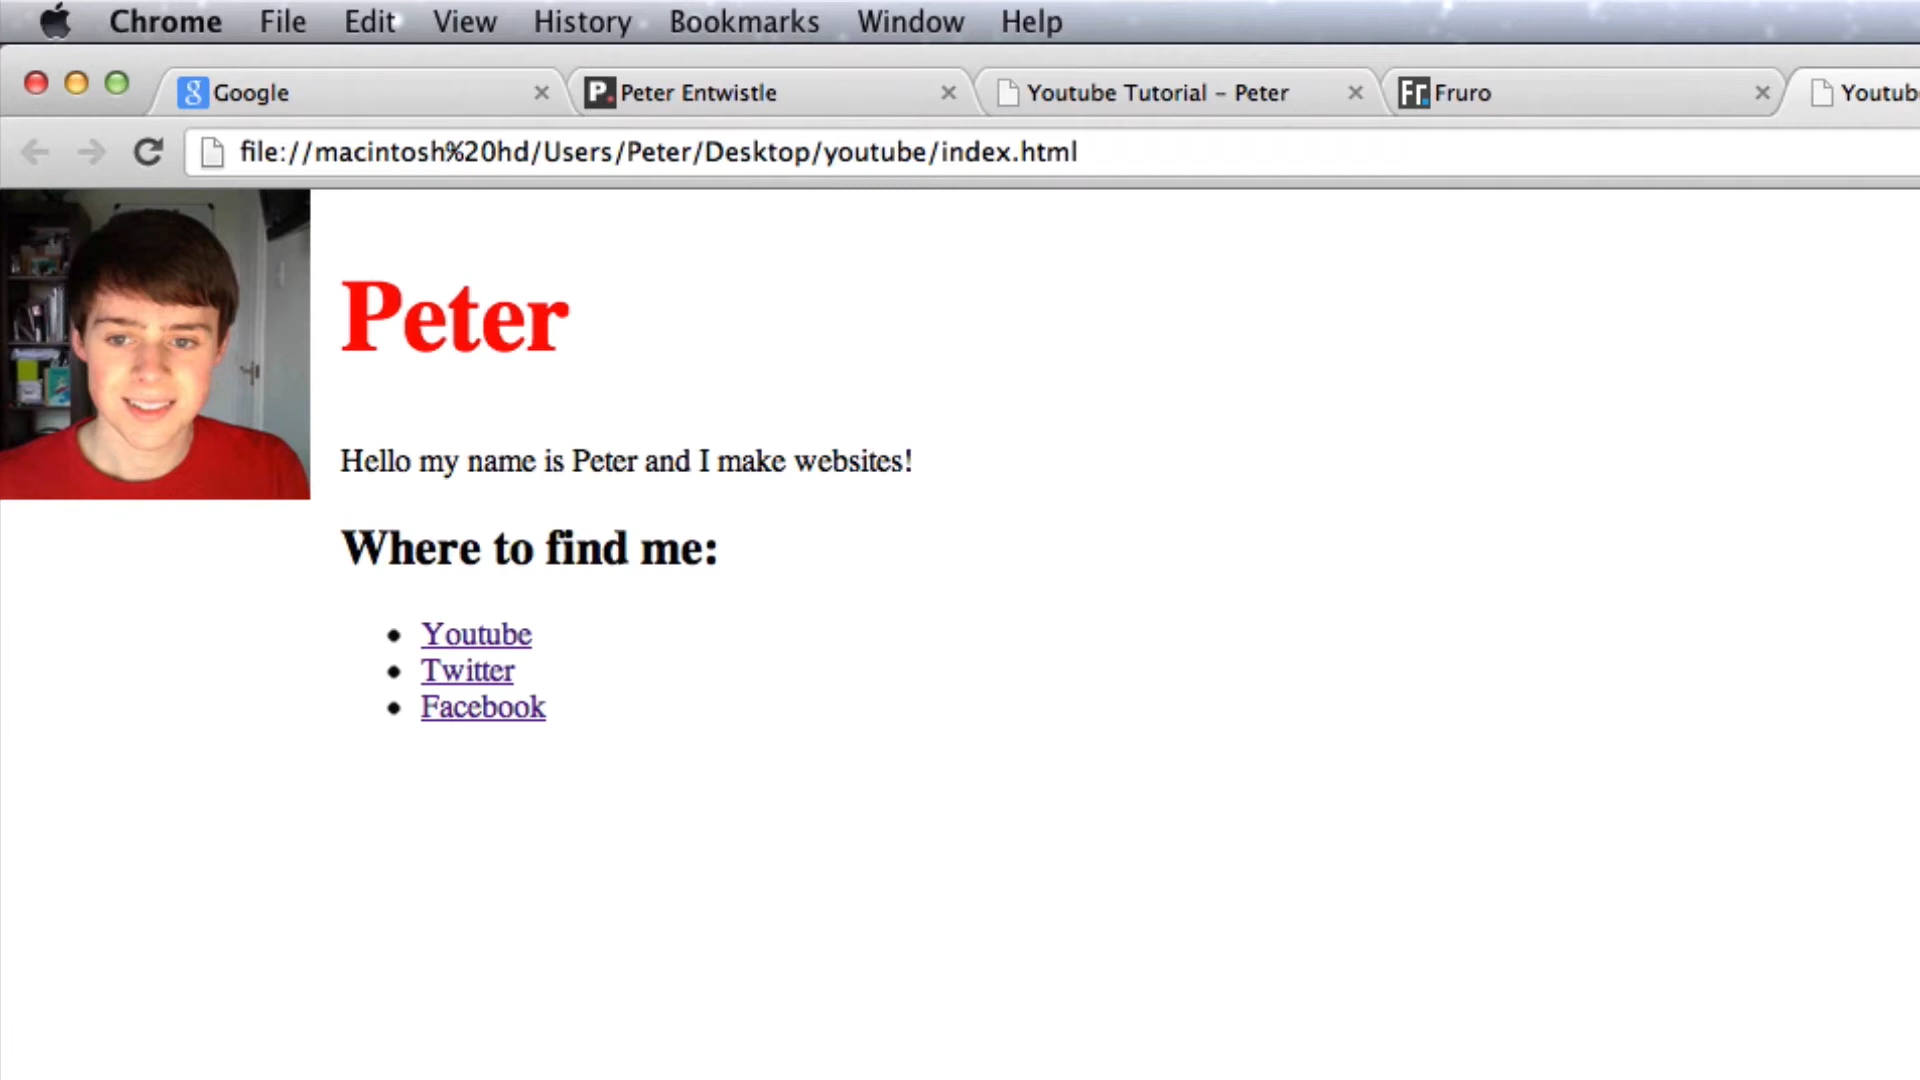 Chrome File Edit View History Bookmarks Window Help
Google P. Peter Entwistle Youtube Tutorial – Peter Fr. Fruro Youtub
file://macintosh%20hd/Users/Peter/Desktop/youtube/index.html
Peter
Hello my name is Peter and I make websites!
Where to find me:
• Youtube
• Twitter
• Facebook